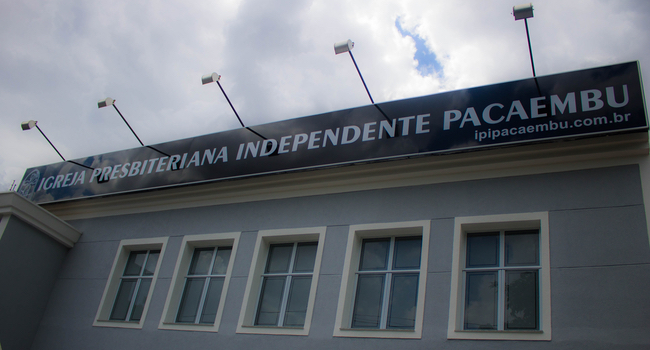 IGREJA PRESBITERIANA INDEPENDENTE PACAEMBU
ipipacaembu.com.br